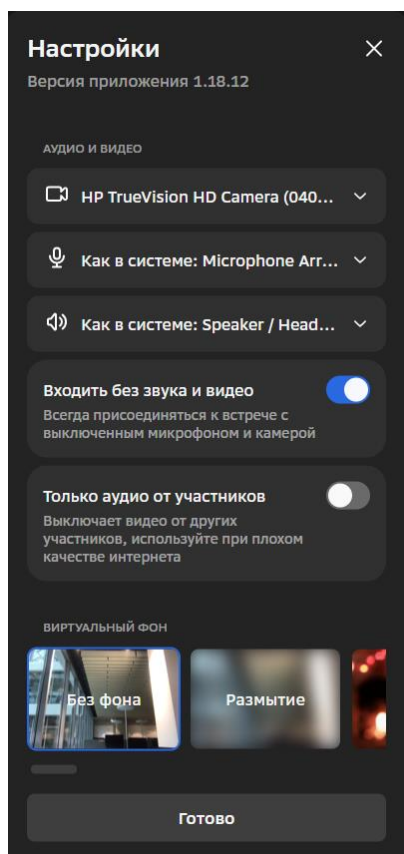 Настройки
Версия приложения 1.18.12
АУДИО И ВИДЕО
HP TrueVision HD Camera (040...
Как в системе: Microphone Arr...
Как в системе: Speaker / Head...
Входить без звука и видео
Всегда присоединяться к встрече с
выключенным микрофоном и камерой
Только аудио от участников
Выключает видео от других
участников, используйте при плохом
качестве интернета
ВИРТУАЛЬНЫЙ ФОН
Без фона
Размытие
Готово